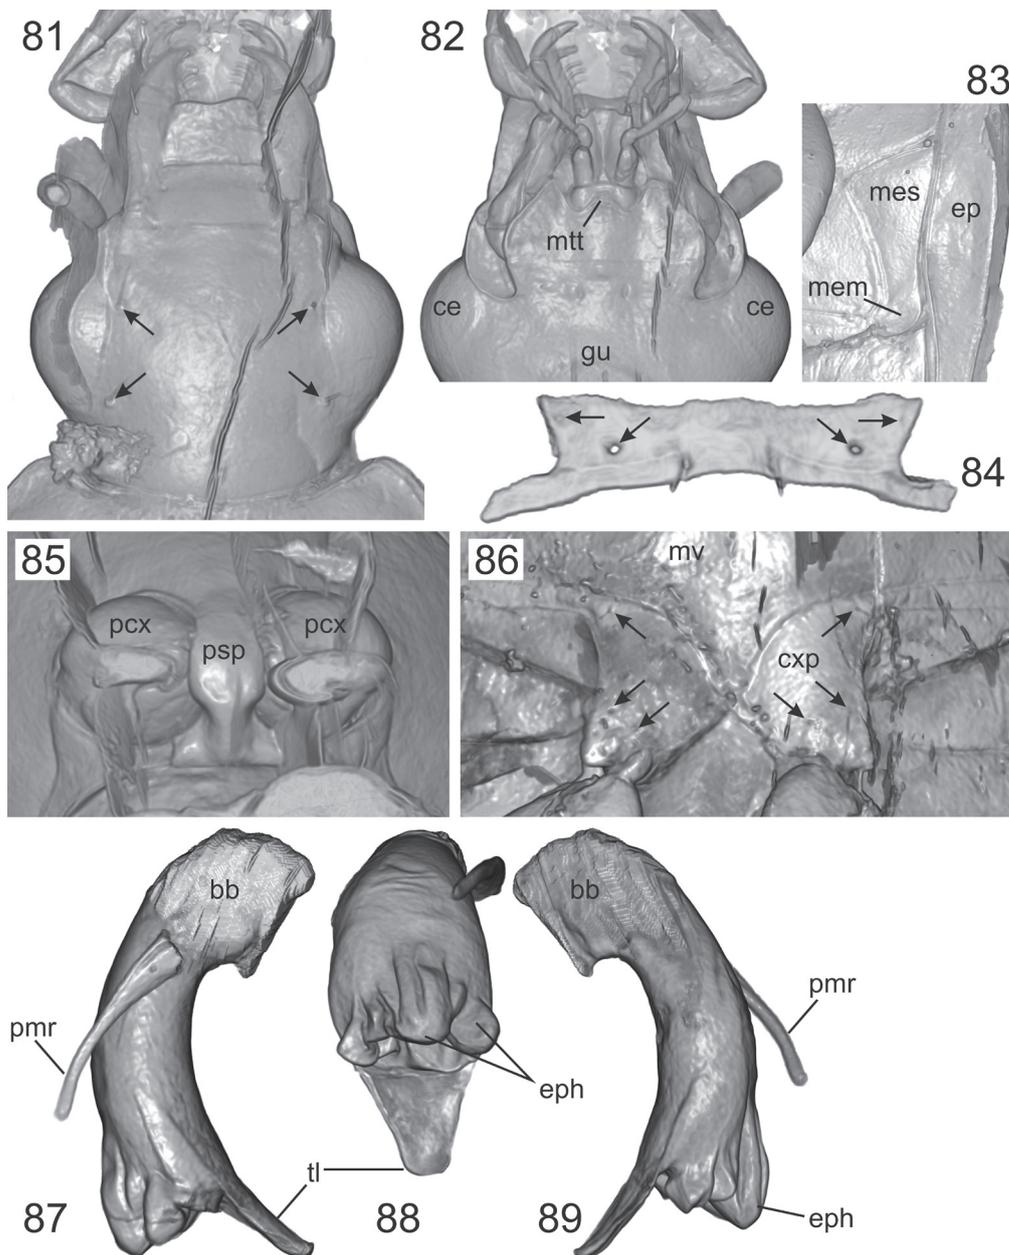 81
82
83
mes
ep
mtt
mem
ce
ce
gu
84
85
86
mv
pcx
pcx
psp
cxp
bb
bb
pmr
pmr
eph
tl
87
88
89
eph